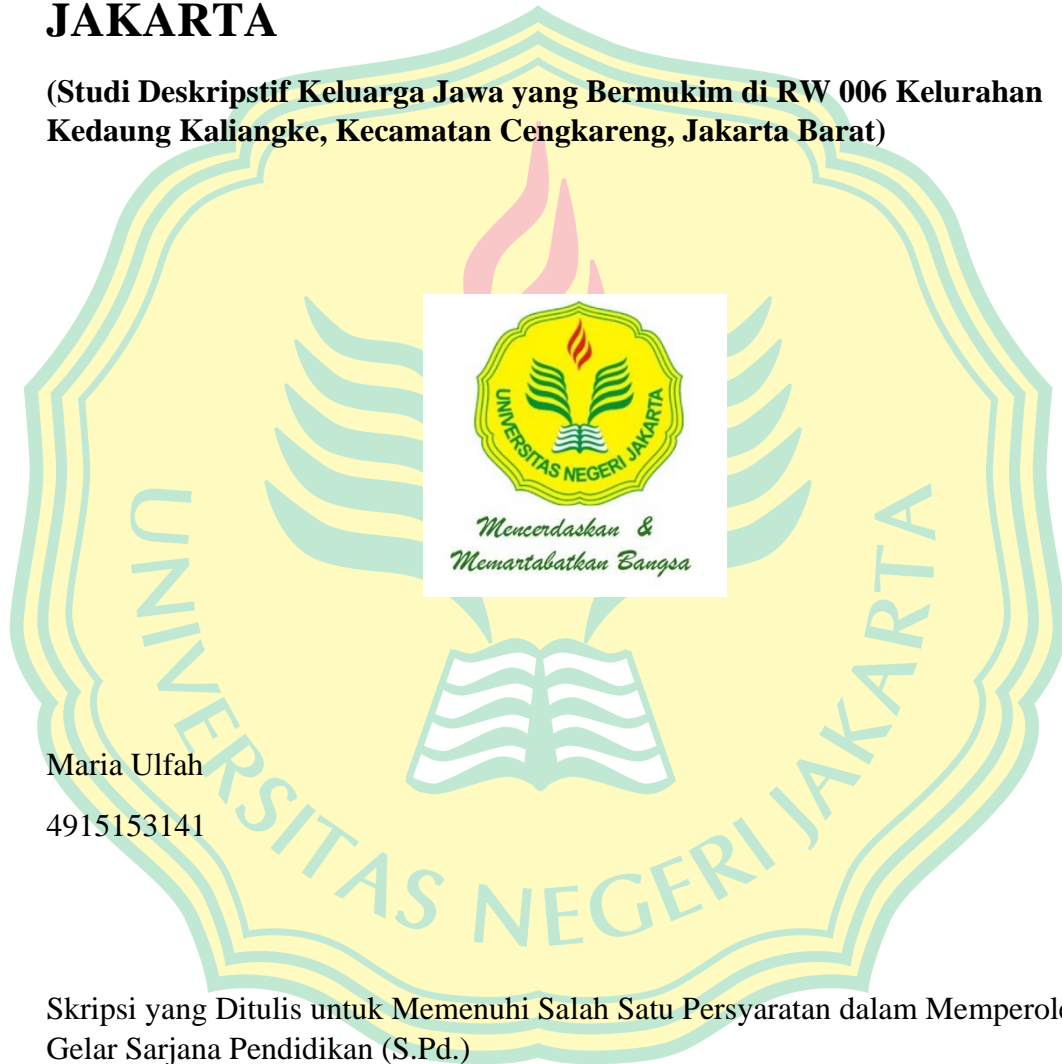 JAKARTA
(Studi Deskripstif Keluarga Jawa yang Bermukim di RW 006 Kelurahan
Kedaung Kaliangke, Kecamatan Cengkareng, Jakarta Barat)
UNIVERSITAS NEGERI JAKARTA
Mencerdaskan &
Memartabatkan Bangsa
UNIVERSITAS NEGERI JAKARTA
Maria Ulfah
4915153141
Skripsi yang Ditulis untuk Memenuhi Salah Satu Persyaratan dalam Memperole
Gelar Sarjana Pendidikan (S.Pd.)